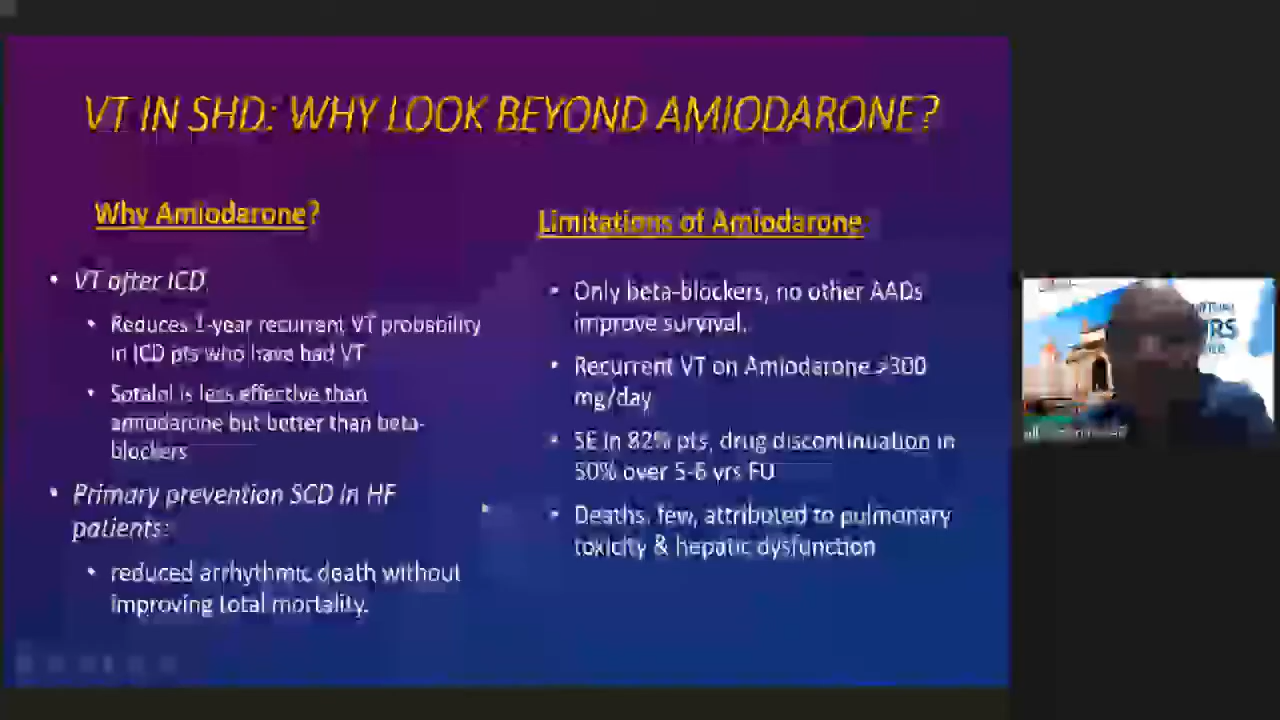 VT IN SHD: WHY LOOK BEYOND AMIODARONE?
Why Amiodarone?
• VT after ICD
• Reduces 1-year recurrent VT probability
in ICD pts who have had VT
• Sotalol is less effective than
amiodarone but better than beta-
blockers
• Primary prevention SCD in HF
patients:
• reduced arrhythmic death without
improving total mortality.
Limitations of Amiodarone:
• Only beta-blockers, no other AADs
improve survival.
• Recurrent VT on Amiodarone >300
mg/day
• SE in 82% pts, drug discontinuation in
50% over 5-6 yrs FU
• Deaths, few, attributed to pulmonary
toxicity & hepatic dysfunction